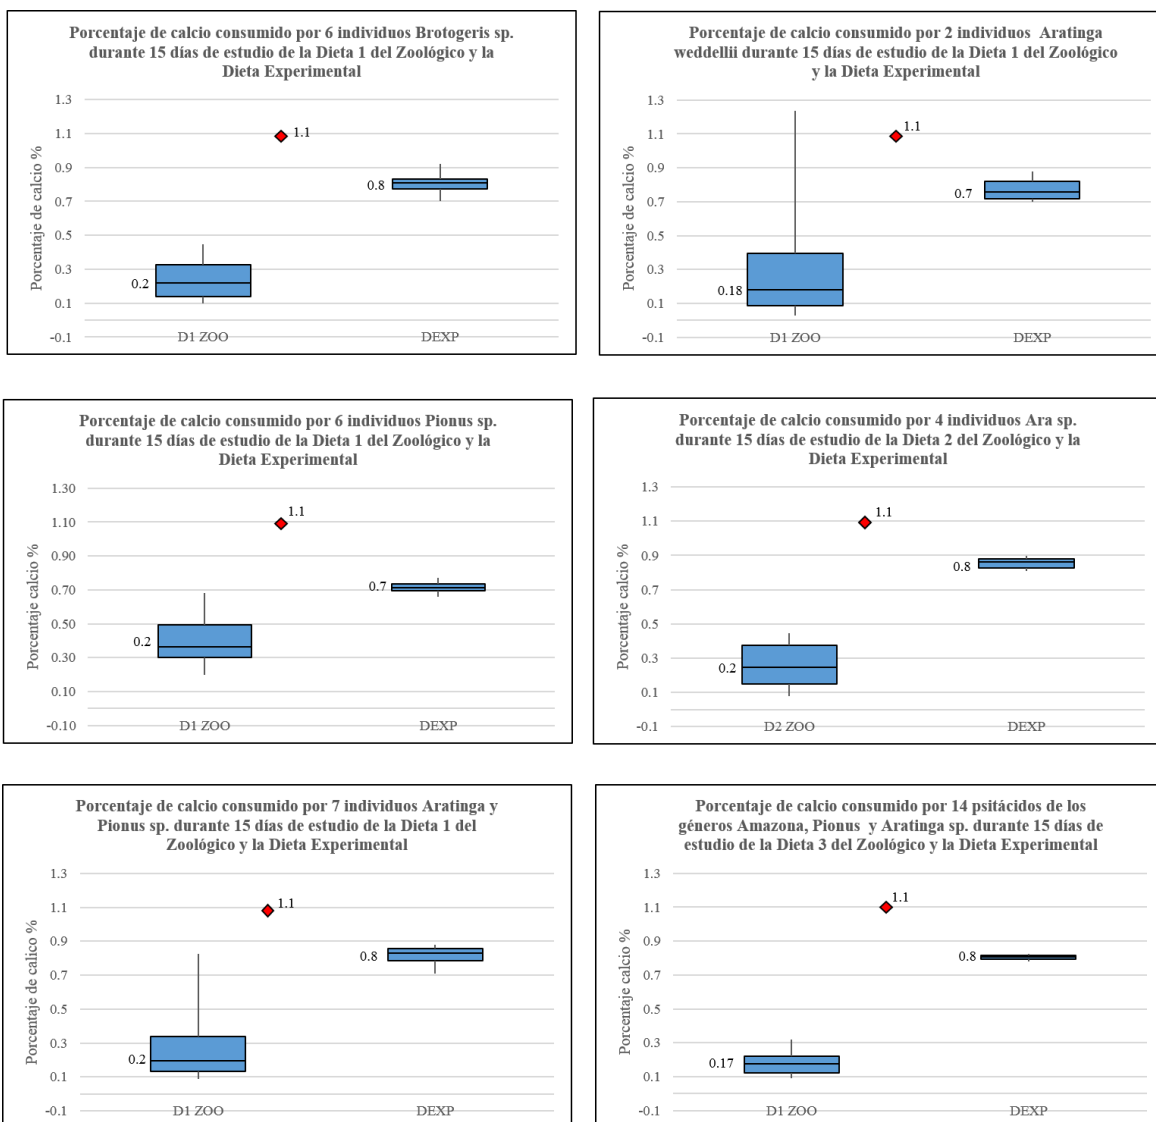 Porcentaje de calcio consumido por 6 individuos Brotogeris sp.
durante 15 días de estudio de la Dieta 1 del Zoológico y la
Dieta Experimental
Porcentaje de calcio %
1.3
1.1
0.9
0.7
0.5
0.3
0.1
-0.1
1.1
0.8
0.2
D1 ZOO
DEXP
Porcentaje de calcio consumido por 2 individuos Aratinga
weddellii durante 15 días de estudio de la Dieta 1 del Zoológico
y la Dieta Experimental
Porcentaje de calcio %
1.3
1.1
0.9
0.7
0.5
0.3
0.1
-0.1
1.1
0.7
0.18
D1 ZOO
DEXP
Porcentaje de calcio consumido por 6 individuos Pionus sp.
durante 15 días de estudio de la Dieta 1 del Zoológico y la
Dieta Experimental
Porcentaje calcio %
1.30
1.10
0.90
0.70
0.50
0.30
0.10
-0.10
1.1
0.7
0.2
D1 ZOO
DEXP
Porcentaje de calcio consumido por 4 individuos Ara sp.
durante 15 días de estudio de la Dieta 2 del Zoológico y la
Dieta Experimental
Porcentaje calcio %
1.3
1.1
0.9
0.7
0.5
0.3
0.1
-0.1
1.1
0.8
0.2
D2 ZOO
DEXP
Porcentaje de calcio consumido por 7 individuos Aratinga y
Pionus sp. durante 15 días de estudio de la Dieta 1 del
Zoológico y la Dieta Experimental
Porcentaje de calico %
1.3
1.1
0.9
0.7
0.5
0.3
0.1
-0.1
1.1
0.8
0.2
D1 ZOO
DEXP
Porcentaje de calcio consumido por 14 psitácidos de los
géneros Amazona, Pionus y Aratinga sp. durante 15 días de
estudio de la Dieta 3 del Zoológico y la Dieta Experimental
Porcentaje calcio %
1.3
1.1
0.9
0.7
0.5
0.3
0.1
-0.1
1.1
0.8
0.17
D1 ZOO
DEXP